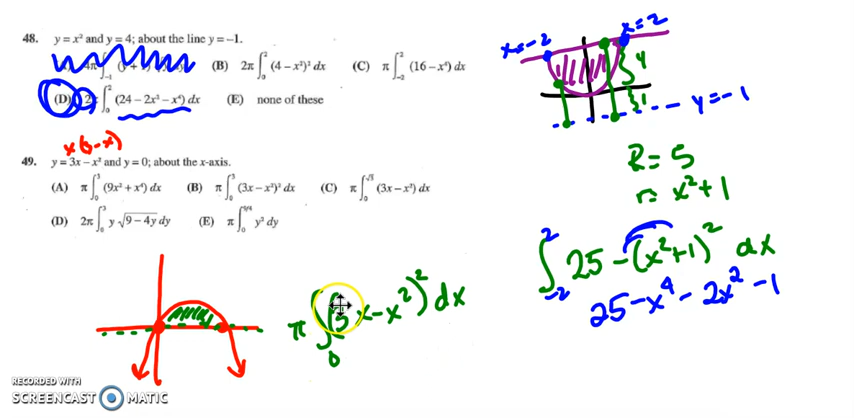 48. y = x² and y = 4; about the line y = −1.
(B) 2π ∫₀² (4 − x²)² dx (C) π ∫₋₂² (16 − x⁴) dx
(D) 2π ∫₀² (24 − 2x² − x⁴) dx (E) none of these
x(3-x)
49. y = 3x − x² and y = 0; about the x-axis.
(A) π ∫₀³ (9x² + x⁴) dx (B) π ∫₀³ (3x − x²)² dx (C) π ∫₀^√3 (3x − x²) dx
(D) 2π ∫₀³ y √(9 − 4y) dy (E) π ∫₀^(9/4) y² dy
π ∫₀ (3x-x²)² dx
x=-2
x=2
4
1
y=-1
R = 5
r= x²+1
∫₋₂² 25 - (x²+1)² dx
25-x⁴-2x²-1
RECORDED WITH
SCREENCAST MATIC